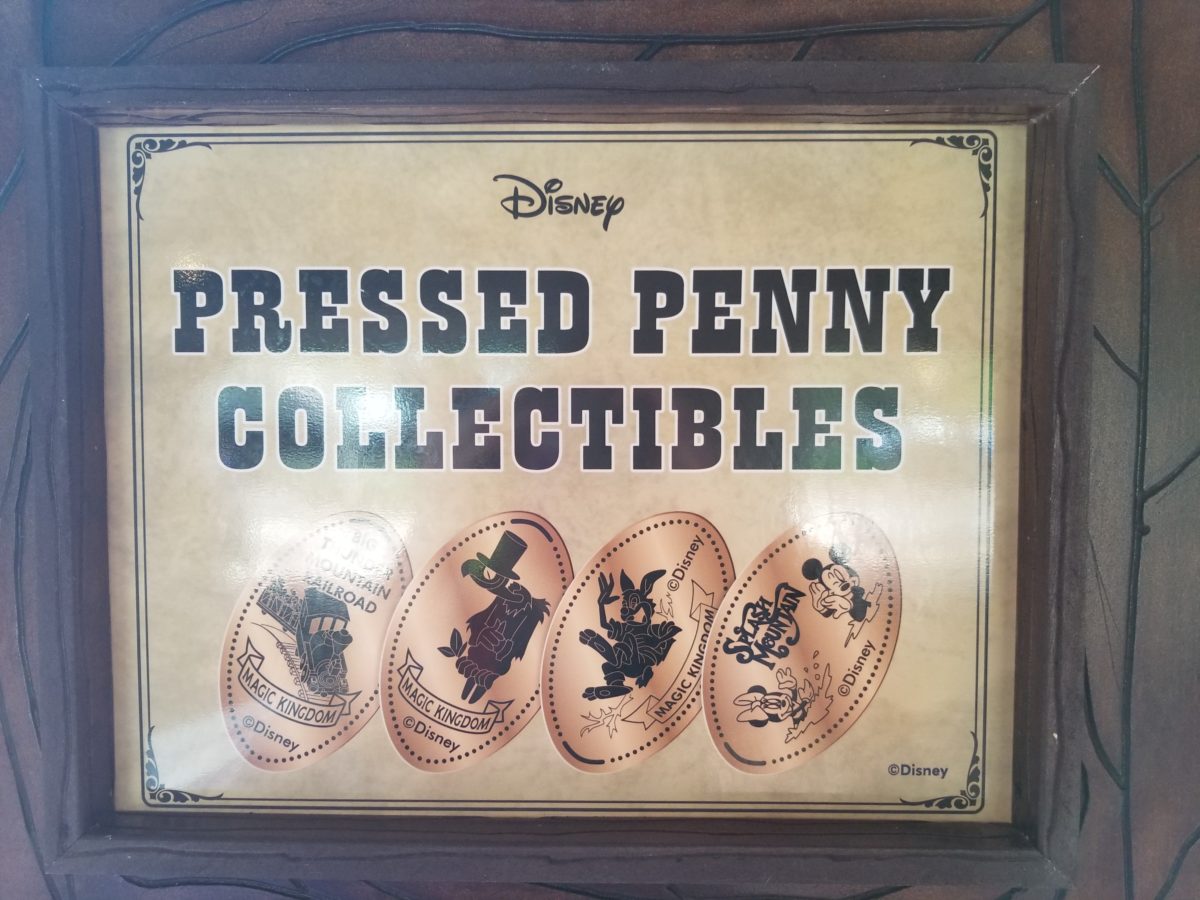 Disney
PRESSED PENNY
COLLECTIBLES
BIG
THUNDER
MOUNTAIN
RAILROAD
MAGIC KINGDOM
©Disney
MAGIC KINGDOM
©Disney
©Disney
MAGIC KINGDOM
SPLASH
MOUNTAIN
©Disney
©Disney